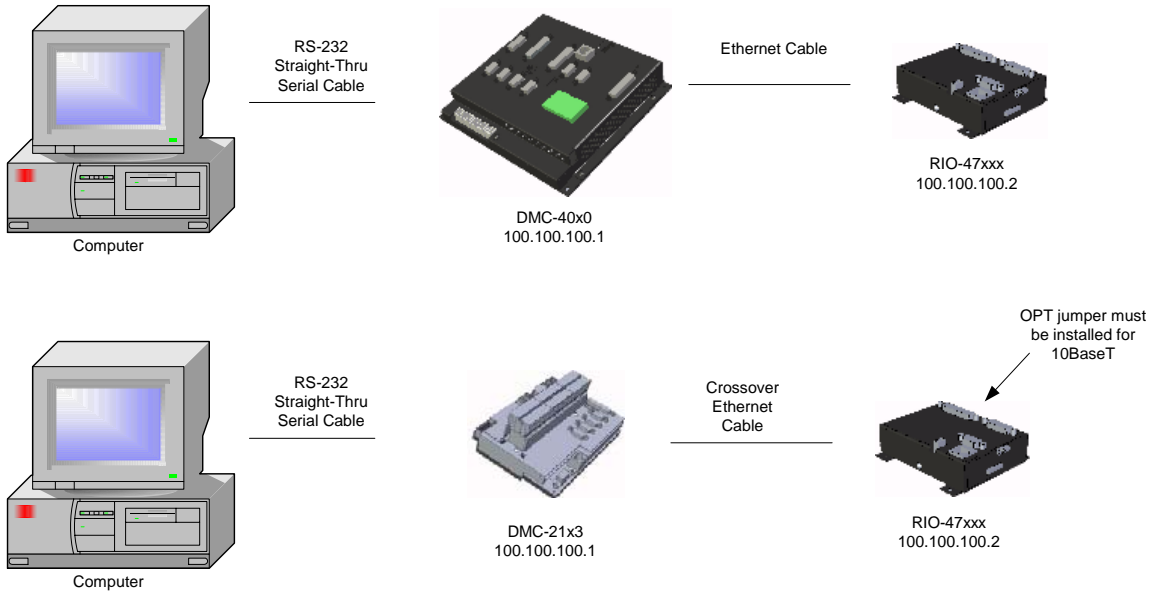 RS-232
Straight-Thru
Serial Cable
Ethernet Cable
Computer
DMC-40x0
100.100.100.1
RIO-47xxx
100.100.100.2
OPT jumper must
be installed for
10BaseT
RS-232
Straight-Thru
Serial Cable
Crossover
Ethernet
Cable
Computer
DMC-21x3
100.100.100.1
RIO-47xxx
100.100.100.2